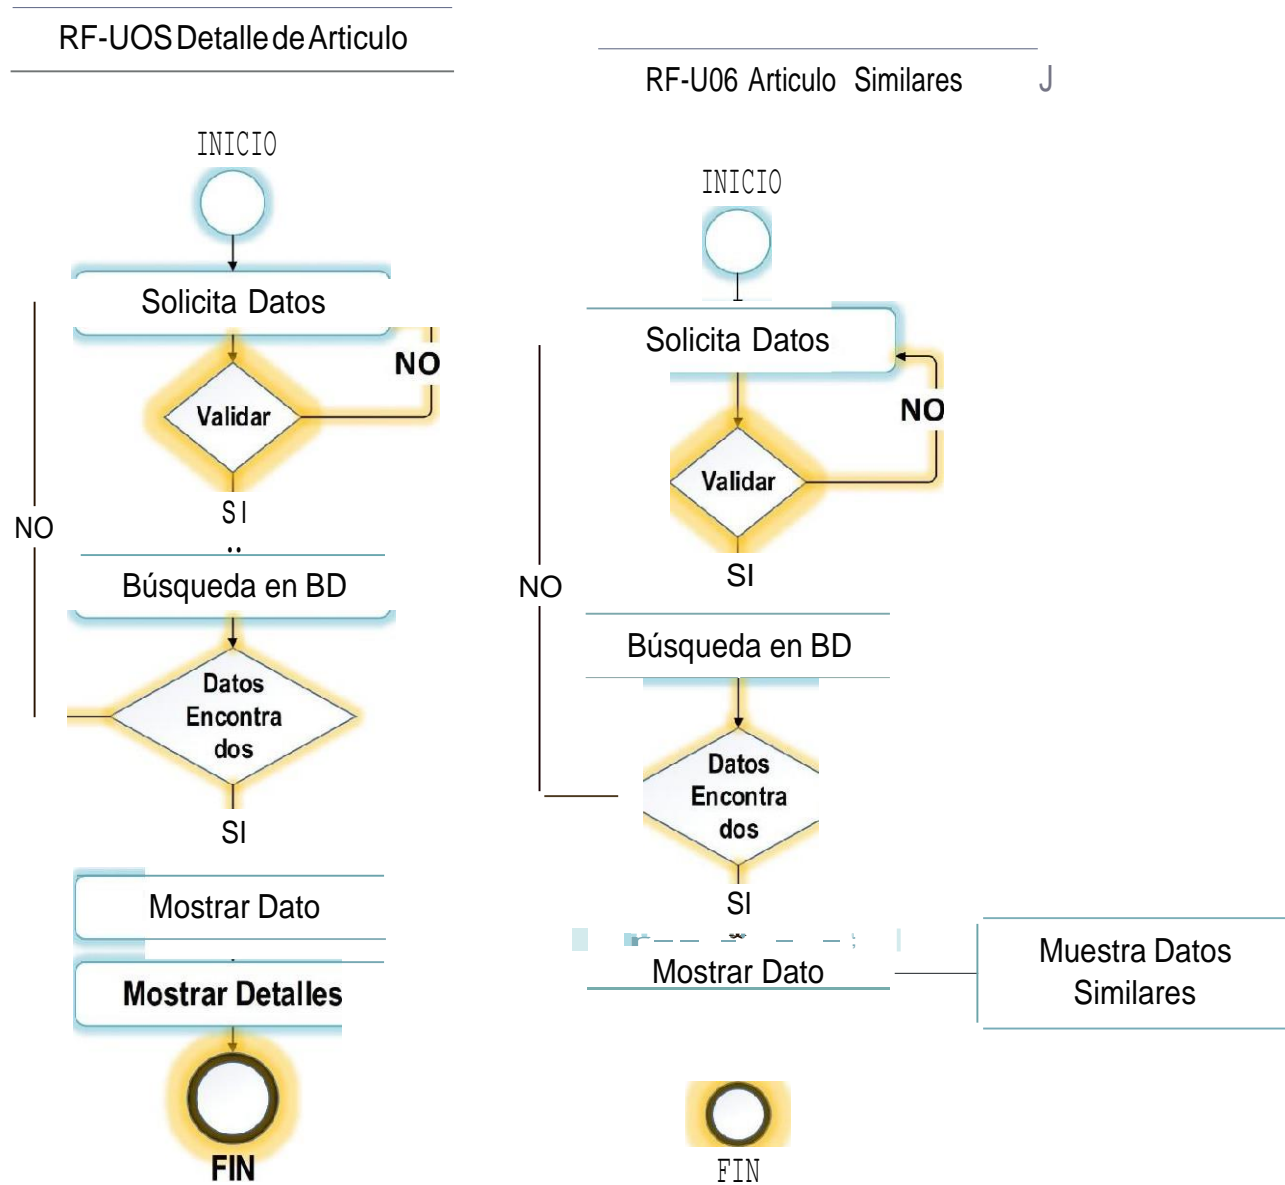 RF-UOS Detalle de Articulo
INICIO
Solicita Datos
NO
Validar
SI
NO
Búsqueda en BD
Datos
Encontra
dos
SI
Mostrar Dato
Mostrar Detalles
FIN
RF-U06 Articulo Similares J
INICIO
Solicita Datos
NO
Validar
SI
NO
Búsqueda en BD
Datos
Encontra
dos
SI
Mostrar Dato
Muestra Datos
Similares
FIN